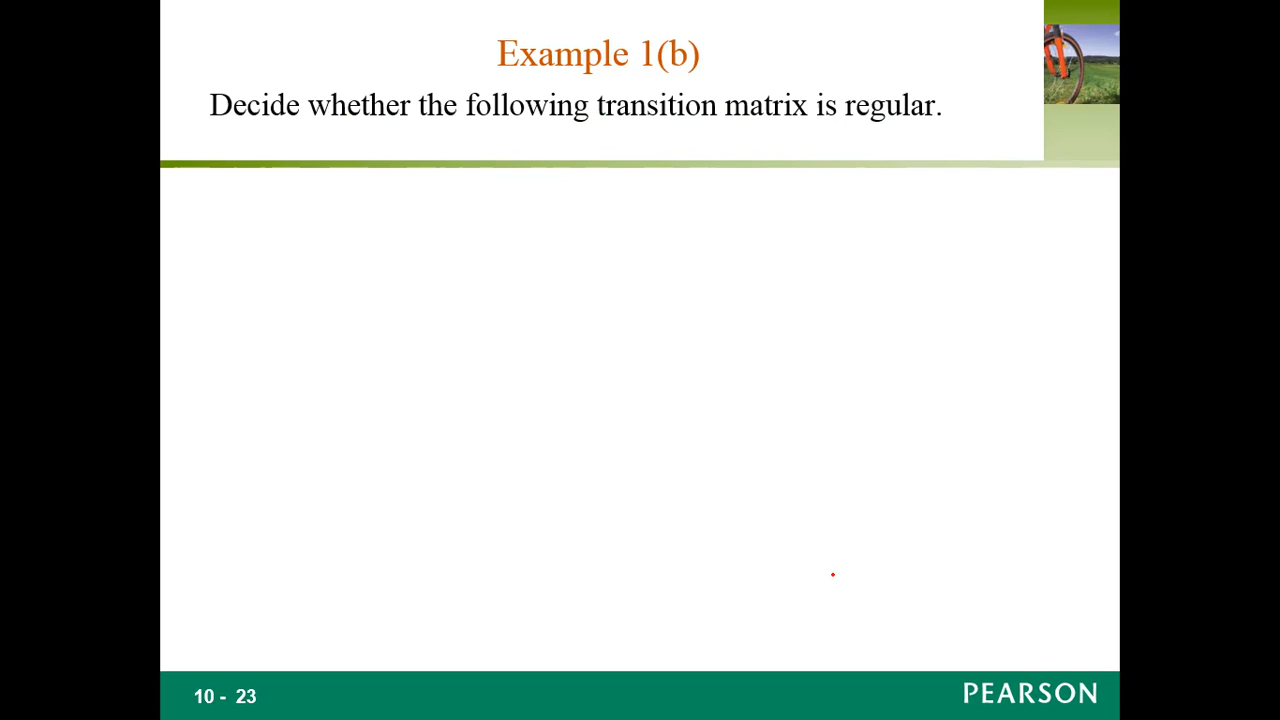 Example 1(b)
Decide whether the following transition matrix is regular.
10 - 23
PEARSON